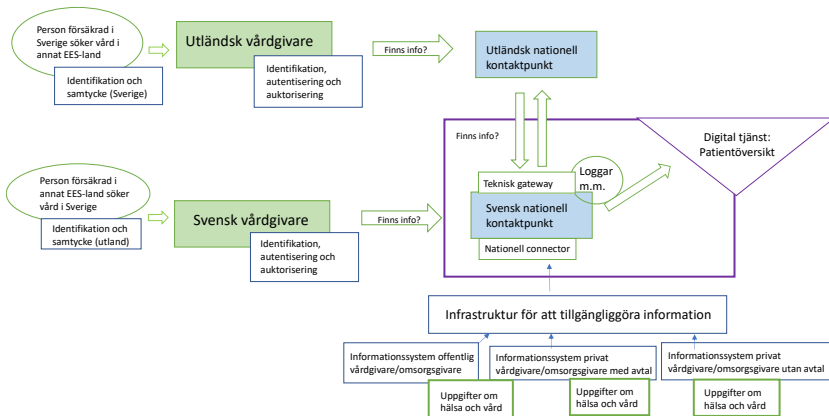 Person försäkrad i
Sverige söker vård i
annat EES-land
Identifikation och
samtycke (Sverige)
Utländsk vårdgivare
Identifikation,
autentisering och
auktorisering
Finns info?
Utländsk nationell
kontaktpunkt
Finns info?
Digital tjänst:
Patientöversikt
Teknisk gateway
Loggar
m.m.
Svensk nationell
kontaktpunkt
Nationell connector
Person försäkrad i
annat EES-land söker
vård i Sverige
Identifikation och
samtycke (utland)
Svensk vårdgivare
Identifikation,
autentisering och
auktorisering
Finns info?
Infrastruktur för att tillgängliggöra information
Informationssystem offentlig
vårdgivare/omsorgsgivare
Uppgifter om
hälsa och vård
Informationssystem privat
vårdgivare/omsorgsgivare med avtal
Uppgifter om
hälsa och vård
Informationssystem privat
vårdgivare/omsorgsgivare utan avtal
Uppgifter om
hälsa och vård